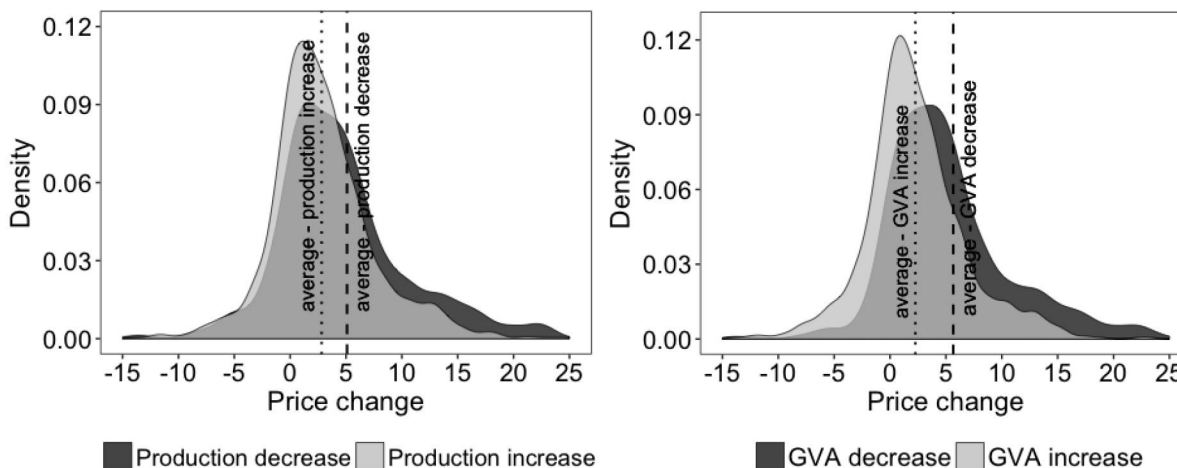 0.12
0.09
0.06
0.03
0.00
Density
average - production increase
average - production decrease
-15 -10 -5 0 5 10 15 20 25
Price change
Production decrease Production increase
0.12
0.09
0.06
0.03
0.00
Density
average - GVA increase
average - GVA decrease
-15 -10 -5 0 5 10 15 20 25
Price change
GVA decrease GVA increase